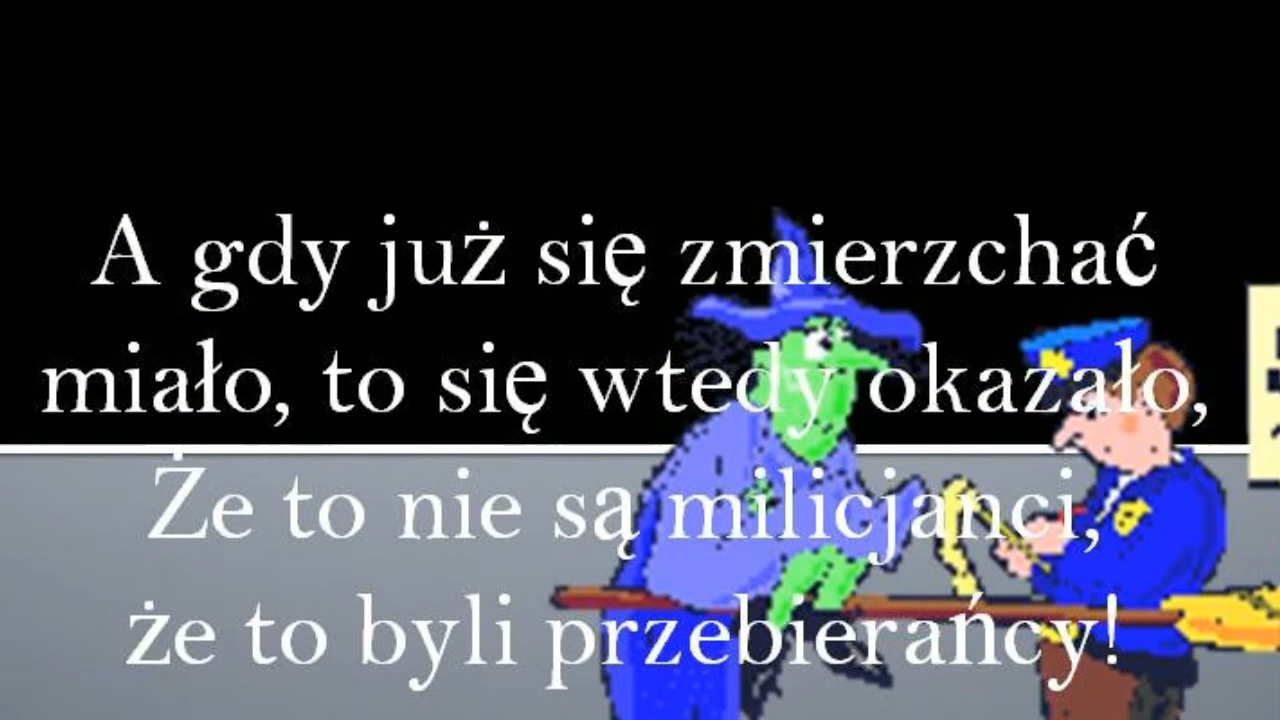 A gdy już się zmierzchać
miało, to się wtedy okazało,
Że to nie są milicjanci,
że to byli przebierańcy!